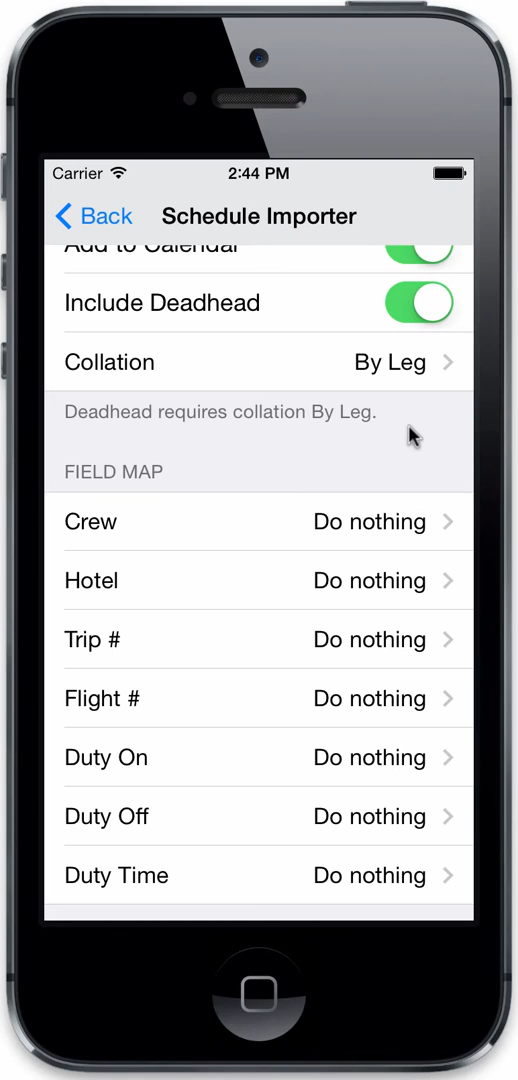 Carrier 2:44 PM
Back Schedule Importer
Add to Calendar
Include Deadhead
Collation By Leg
Deadhead requires collation By Leg.
FIELD MAP
Crew Do nothing
Hotel Do nothing
Trip # Do nothing
Flight # Do nothing
Duty On Do nothing
Duty Off Do nothing
Duty Time Do nothing